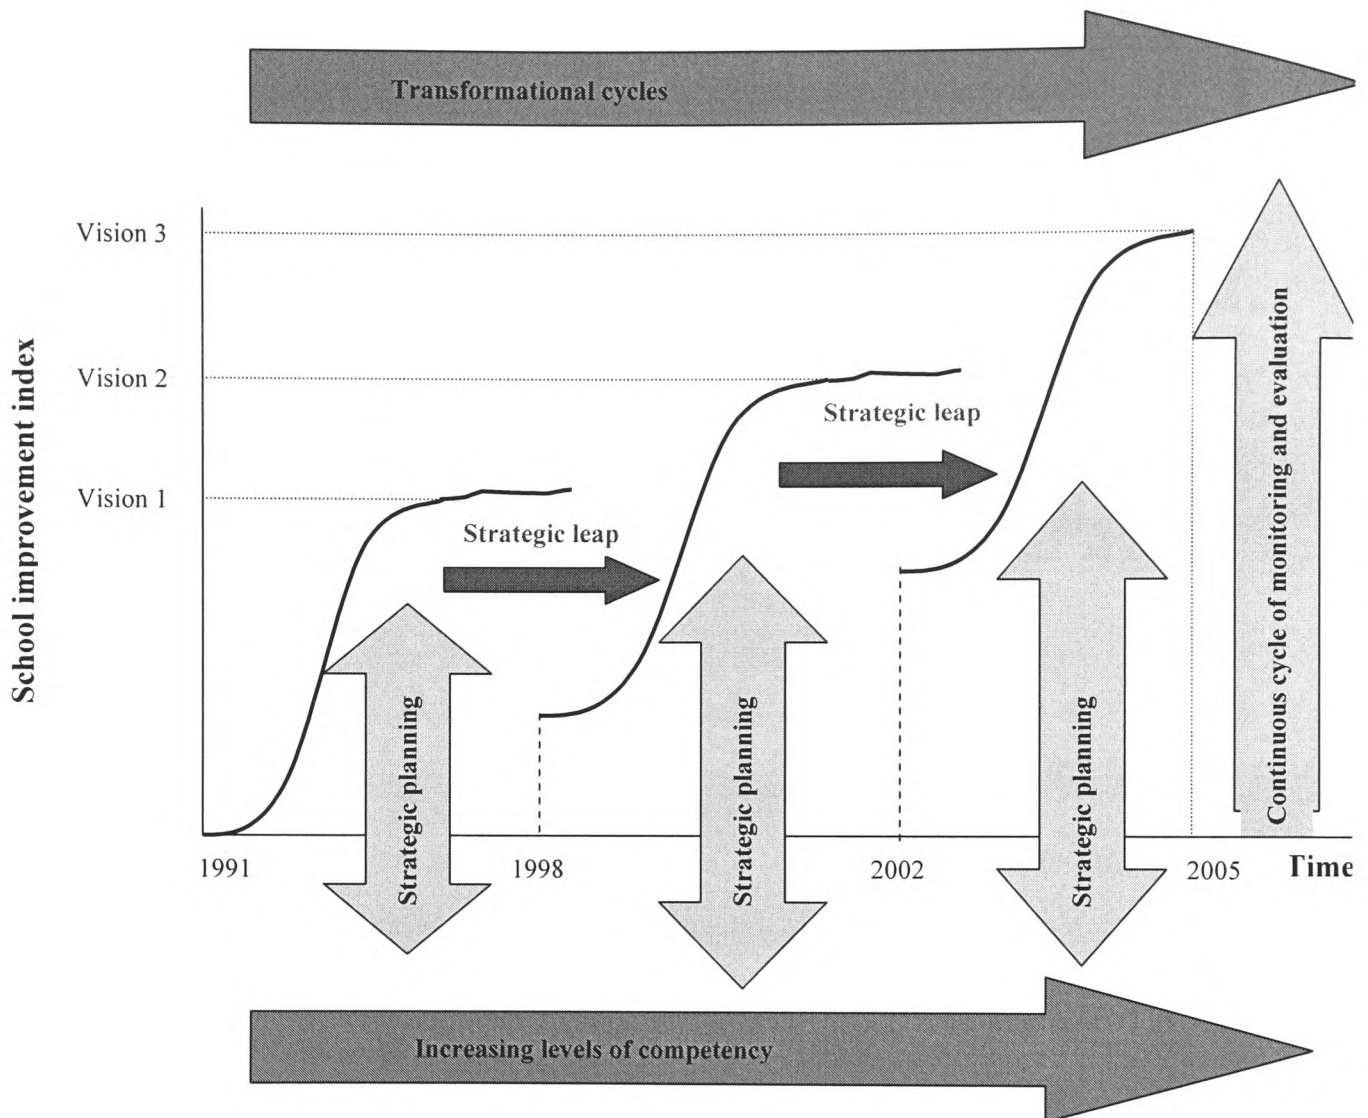 Transformational cycles
Vision 3
Vision 2
Strategic leap
Vision 1
Strategic leap
School improvement index
Continuous cycle of monitoring and evaluation
Strategic planning
Strategic planning
Strategic planning
1991
1998
2002
2005
Time
Increasing levels of competency